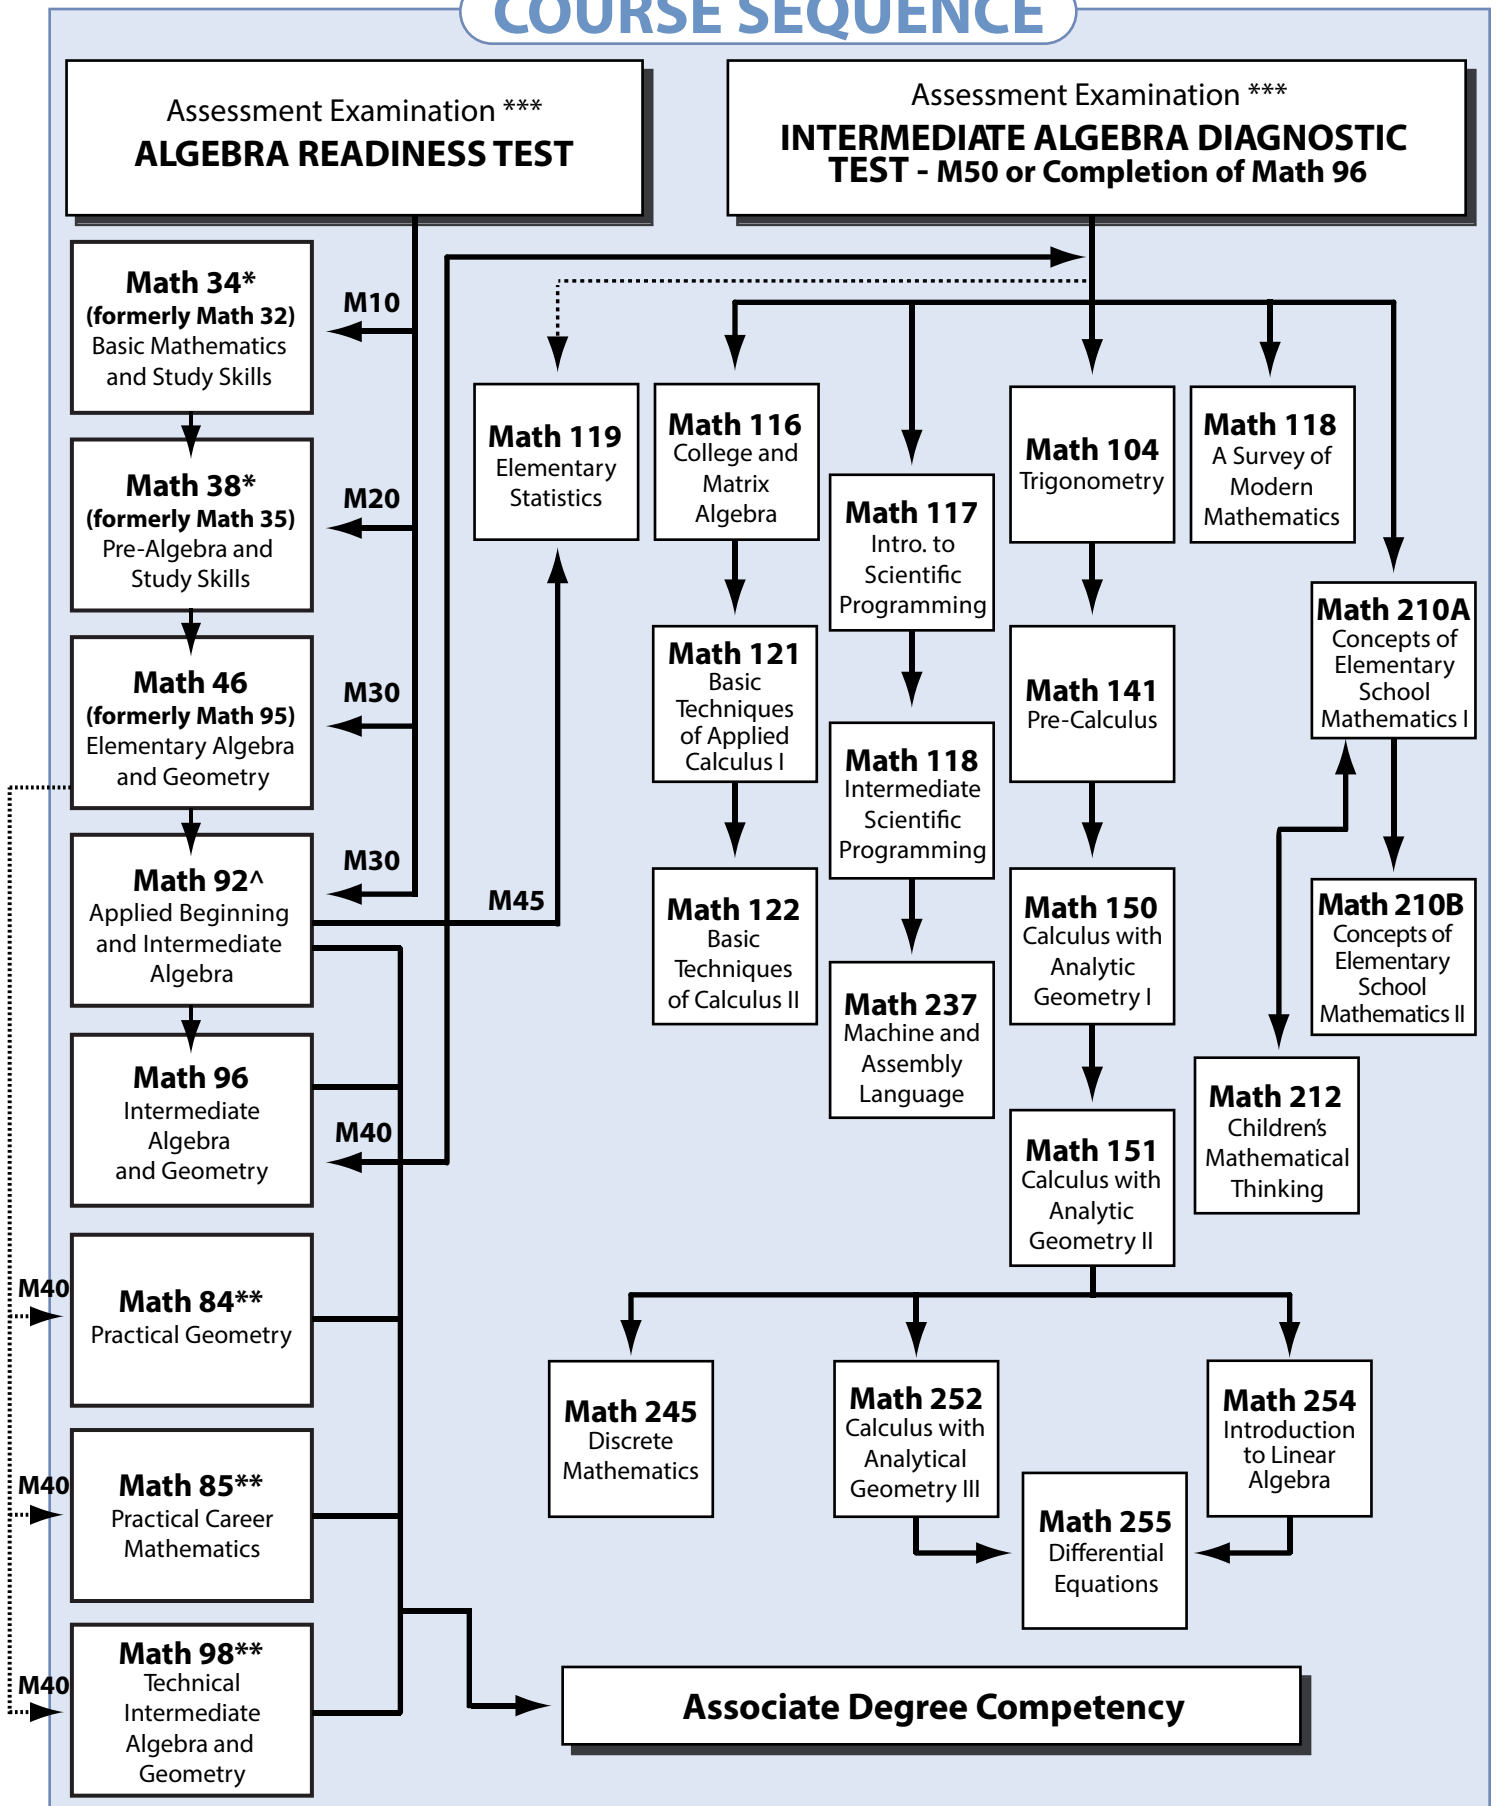 COURSE SEQUENCE
Assessment Examination ***
ALGEBRA READINESS TEST
Assessment Examination ***
INTERMEDIATE ALGEBRA DIAGNOSTIC
TEST - M50 or Completion of Math 96
Math 34*
(formerly Math 32)
Basic Mathematics
and Study Skills
M10
Math 38*
(formerly Math 35)
Pre-Algebra and
Study Skills
M20
Math 46
(formerly Math 95)
Elementary Algebra
and Geometry
M30
Math 92^
Applied Beginning
and Intermediate
Algebra
M30
M45
Math 96
Intermediate
Algebra
and Geometry
M40
M40
Math 84**
Practical Geometry
M40
Math 85**
Practical Career
Mathematics
M40
Math 98**
Technical
Intermediate
Algebra and
Geometry
Math 119
Elementary
Statistics
Math 116
College and
Matrix
Algebra
Math 121
Basic
Techniques
of Applied
Calculus I
Math 122
Basic
Techniques
of Calculus II
Math 117
Intro. to
Scientific
Programming
Math 118
Intermediate
Scientific
Programming
Math 237
Machine and
Assembly
Language
Math 104
Trigonometry
Math 141
Pre-Calculus
Math 150
Calculus with
Analytic
Geometry I
Math 151
Calculus with
Analytic
Geometry II
Math 118
A Survey of
Modern
Mathematics
Math 210A
Concepts of
Elementary
School
Mathematics I
Math 210B
Concepts of
Elementary
School
Mathematics II
Math 212
Children's
Mathematical
Thinking
Math 245
Discrete
Mathematics
Math 252
Calculus with
Analytical
Geometry III
Math 254
Introduction
to Linear
Algebra
Math 255
Differential
Equations
Associate Degree Competency